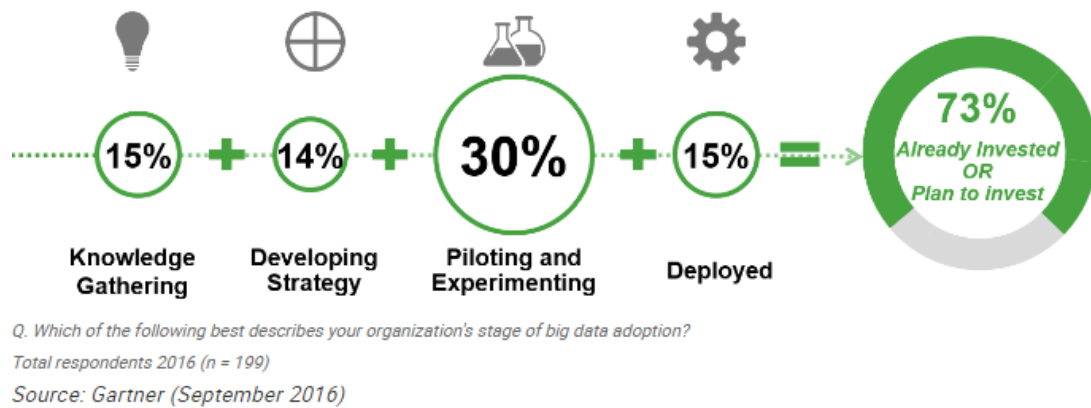 15% + 14% + 30% + 15% = 73%
Already Invested
OR
Plan to invest
Knowledge
Gathering
Developing
Strategy
Piloting and
Experimenting
Deployed
Q. Which of the following best describes your organization's stage of big data adoption?
Total respondents 2016 (n = 199)
Source: Gartner (September 2016)